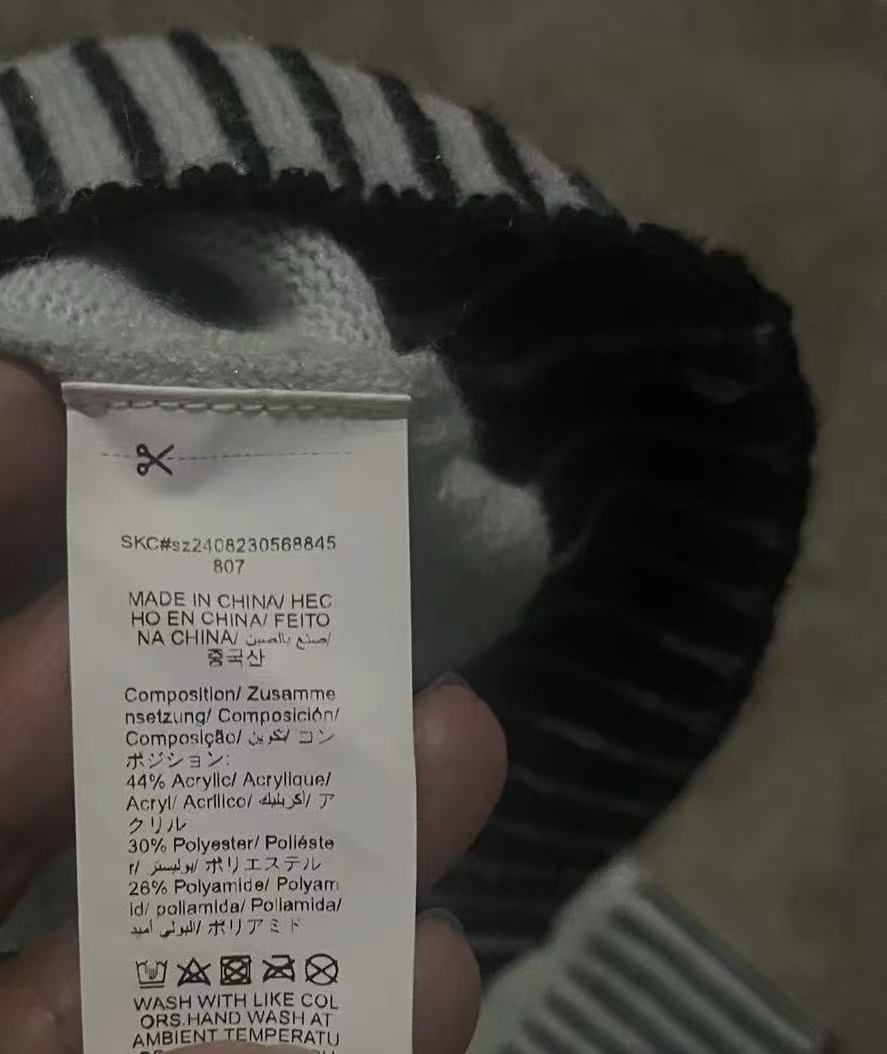 SKC#sz2408230568845
807
MADE IN CHINA/ HEC
HO EN CHINA/ FEITO
NA CHINA/ صنع بالصين/
중국산
Composition/ Zusamme
nsetzung/ Composición/
Composição/ تكوين/ コン
ポジション:
44% Acrylic/ Acrylique/
Acryl/ Acrílico/ أكريليك/ ア
クリル
30% Polyester/ Poliéste
r/ بوليستر/ ポリエステル
26% Polyamide/ Polyam
id/ poliamida/ Poliamida/
البولي أميد/ ポリアミド
WASH WITH LIKE COL
ORS.HAND WASH AT
AMBIENT TEMPERATU